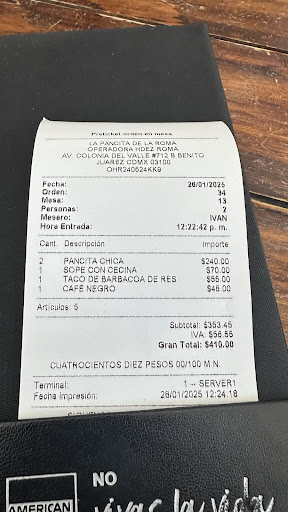 Preticket orden en mesa
LA PANCITA DE LA ROMA
OPERADORA HDEZ ROMA
AV. COLONIA DEL VALLE #712 B BENITO
JUAREZ CDMX 03100
OHR240524KK9
Fecha: 26/01/2025
Orden: 34
Mesa: 13
Personas: 2
Mesero: IVAN
Hora Entrada: 12:22:42 p. m.
Cant. Descripción Importe
2 PANCITA CHICA $240.00
1 SOPE CON CECINA $70.00
1 TACO DE BARBACOA DE RES $55.00
1 CAFÉ NEGRO $45.00
Artículos: 5
Subtotal: $353.45
IVA: $56.55
Gran Total: $410.00
CUATROCIENTOS DIEZ PESOS 00/100 M.N.
Terminal: 1 -- SERVER1
Fecha Impresión: 26/01/2025 12:24:18
NO
AMERICAN
vivas la vida